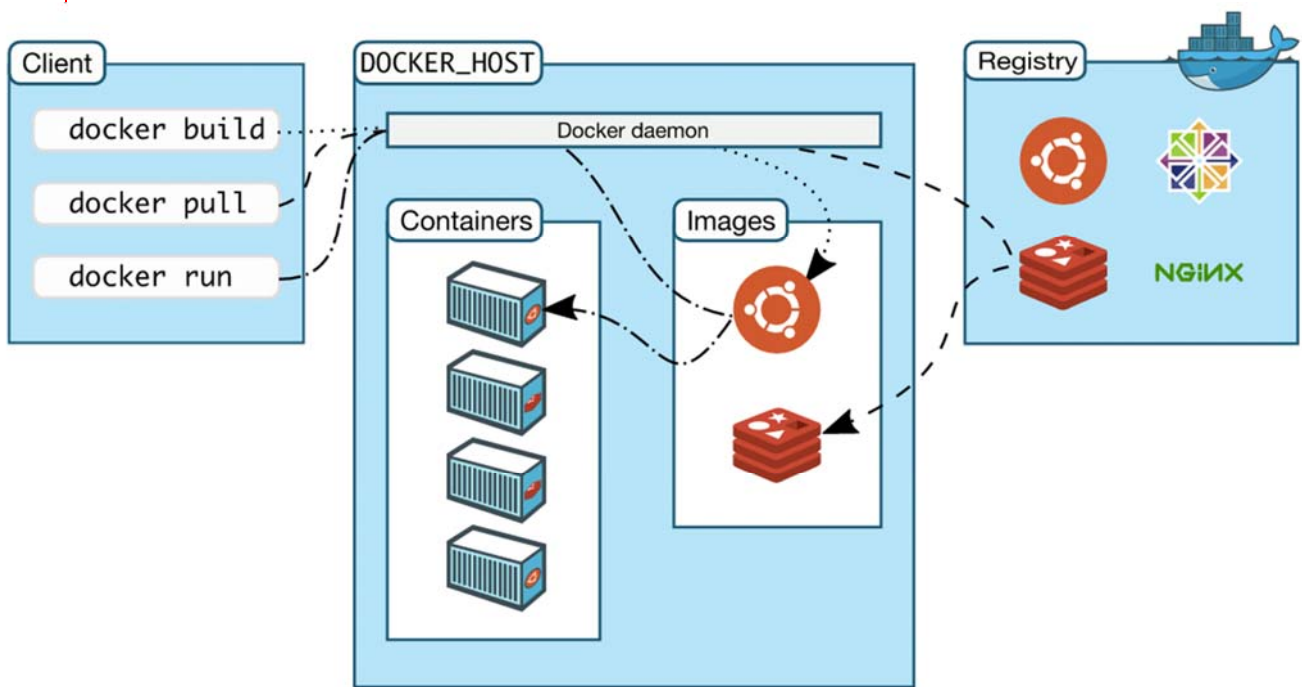 Client
docker build
docker pull
docker run
DOCKER_HOST
Docker daemon
Containers
Images
Registry
NGINX